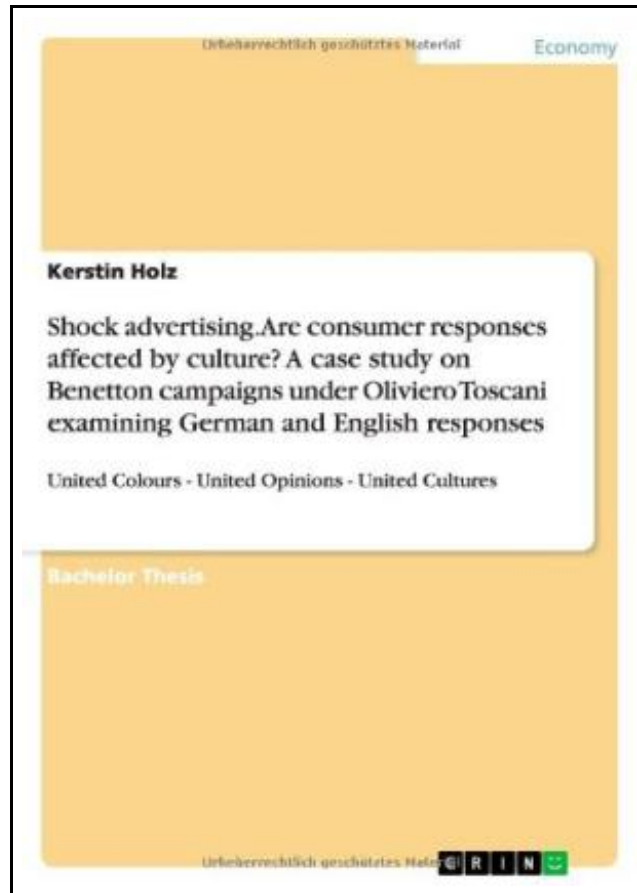 Urheberrechtlich geschütztes Material
Economy
Kerstin Holz
Shock advertising. Are consumer responses
affected by culture? A case study on
Benetton campaigns under Oliviero Toscani
examining German and English responses
United Colours - United Opinions - United Cultures
Bachelor Thesis
Urheberrechtlich geschütztes Material
GRIN